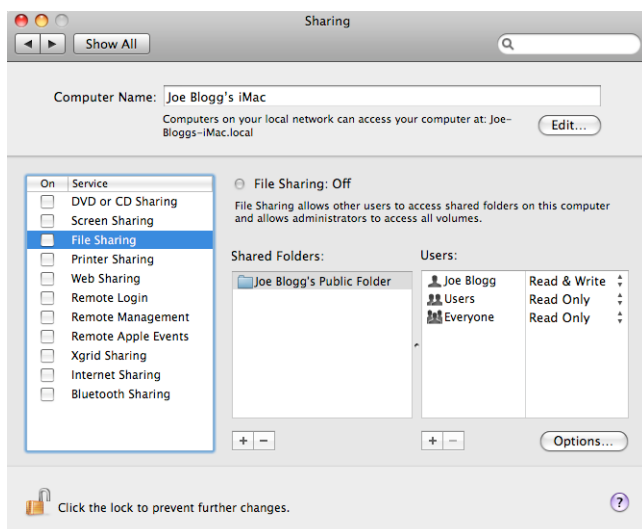 Sharing
Show All
Computer Name: Joe Blogg's iMac
Computers on your local network can access your computer at: Joe-
Bloggs-iMac.local
Edit...
On Service
DVD or CD Sharing
Screen Sharing
File Sharing
Printer Sharing
Web Sharing
Remote Login
Remote Management
Remote Apple Events
Xgrid Sharing
Internet Sharing
Bluetooth Sharing
File Sharing: Off
File Sharing allows other users to access shared folders on this computer
and allows administrators to access all volumes.
Shared Folders:
Joe Blogg's Public Folder
Users:
Joe Blogg Read & Write
Users Read Only
Everyone Read Only
+ −
+ −
Options...
Click the lock to prevent further changes.
?